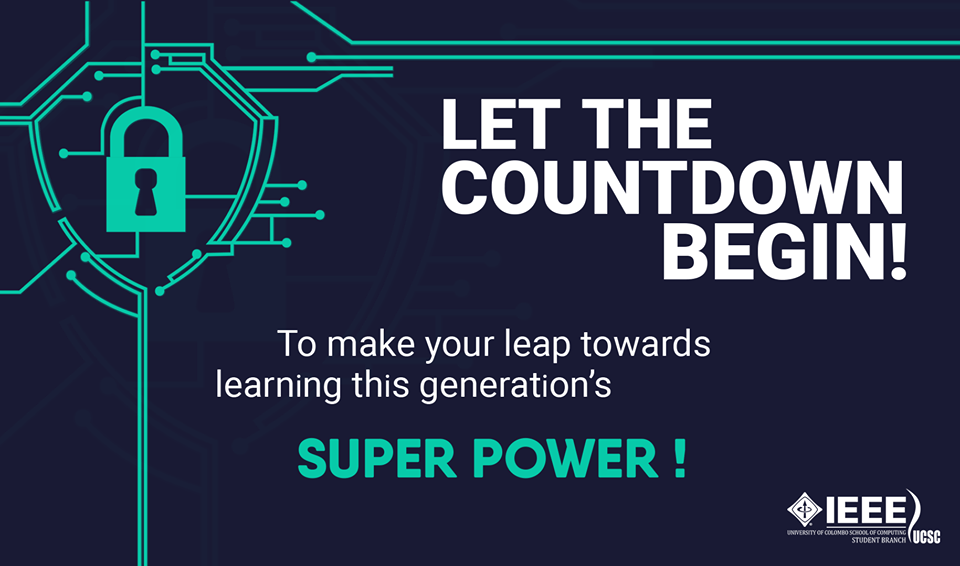 LET THE
COUNTDOWN
BEGIN!
To make your leap towards
learning this generation's
SUPER POWER !
IEEE
UNIVERSITY OF COLOMBO SCHOOL OF COMPUTING
STUDENT BRANCH
UCSC